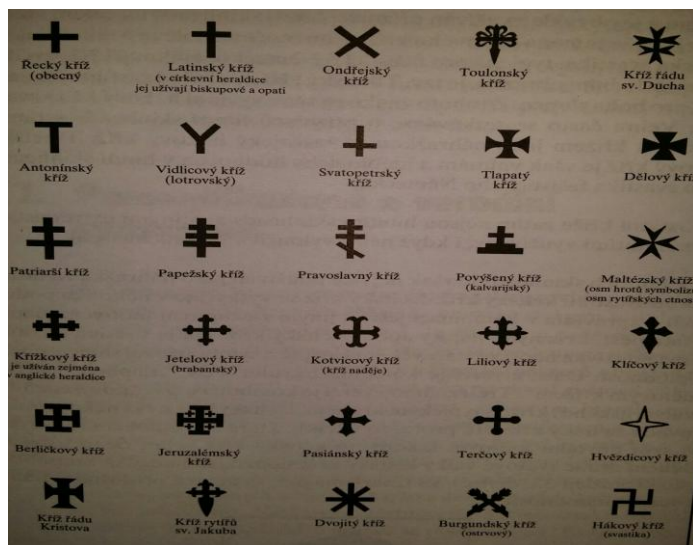 Řecký kříž
(obecný
Latinský kříž
(v církevní heraldice
jej užívají biskupové a opati
Ondřejský
kříž
Toulonský
kříž
Kříž řádu
sv. Ducha
Antonínský
kříž
Vidlicový kříž
(lotrovský)
Svatopetrský
kříž
Tlapatý
kříž
Dělový kří
Patriarší kříž
Papežský kříž
Pravoslavný kříž
Povýšený kříž
(kalvarijský)
Maltézský kříž
(osm hrotů symbolizu
osm rytířských ctnos
Křížkový kříž
je užíván zejména
v anglické heraldice
Jetelový kříž
(brabantský)
Kotvicový kříž
(kříž naděje)
Liliový kříž
Klíčový kříž
Berličkový kříž
Jeruzalémský
kříž
Pasiánský kříž
Terčový kříž
Hvězdicový kříž
Kříž řádu
Kristova
Kříž rytířů
sv. Jakuba
Dvojitý kříž
Burgundský kříž
(ostrvový)
Hákový kříž
(svastika)